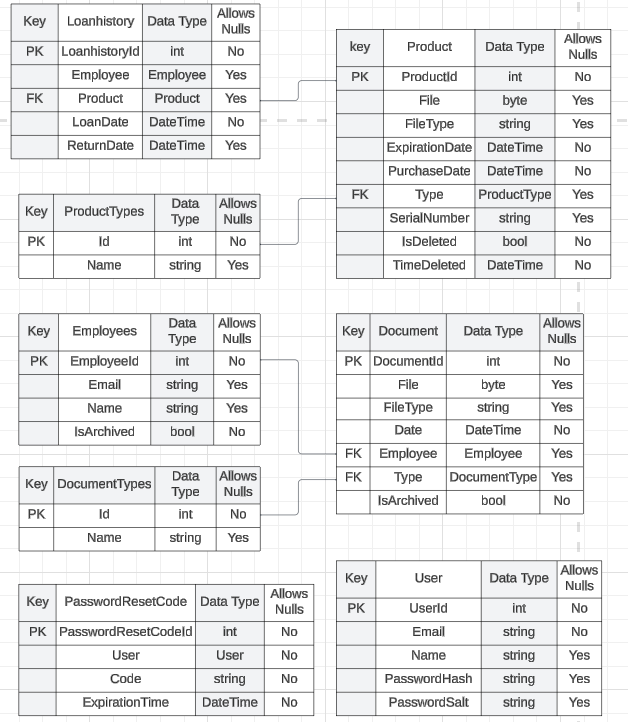 Key Loanhistory Data Type Allows Nulls
PK LoanhistoryId int No
Employee Employee Yes
FK Product Product Yes
LoanDate DateTime No
ReturnDate DateTime Yes
key Product Data Type Allows Nulls
PK ProductId int No
File byte Yes
FileType string Yes
ExpirationDate DateTime No
PurchaseDate DateTime No
FK Type ProductType Yes
SerialNumber string Yes
IsDeleted bool No
TimeDeleted DateTime No
Key ProductTypes Data Type Allows Nulls
PK Id int No
Name string Yes
Key Employees Data Type Allows Nulls
PK EmployeeId int No
Email string Yes
Name string Yes
IsArchived bool No
Key Document Data Type Allows Nulls
PK DocumentId int No
File byte Yes
FileType string Yes
Date DateTime No
FK Employee Employee Yes
FK Type DocumentType Yes
IsArchived bool No
Key DocumentTypes Data Type Allows Nulls
PK Id int No
Name string Yes
Key PasswordResetCode Data Type Allows Nulls
PK PasswordResetCodeId int No
User User No
Code string No
ExpirationTime DateTime No
Key User Data Type Allows Nulls
PK UserId int No
Email string No
Name string Yes
PasswordHash string Yes
PasswordSalt string Yes